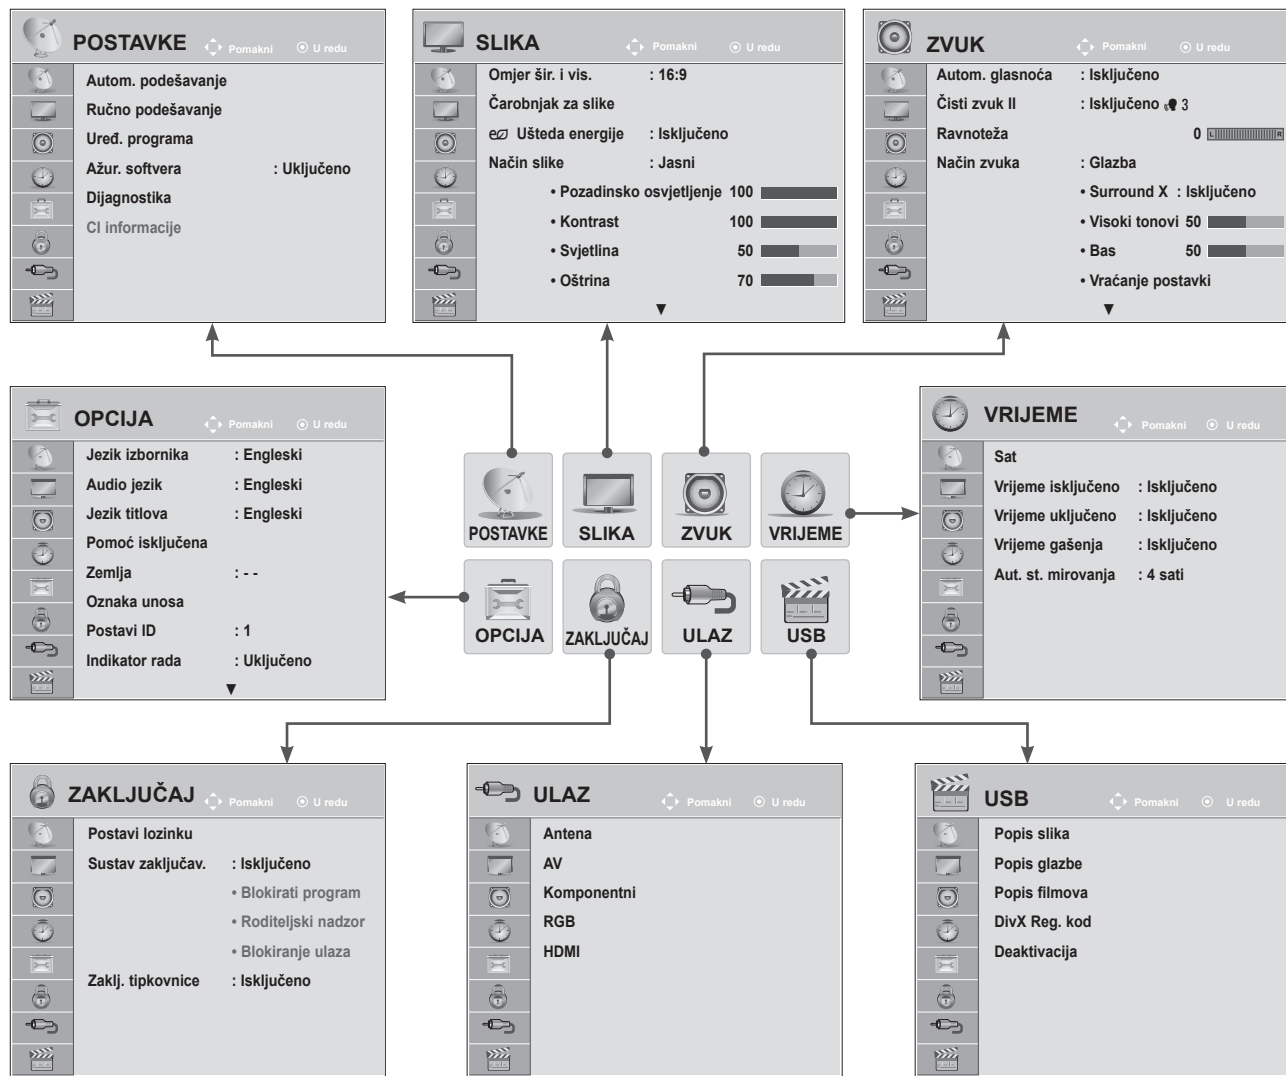 POSTAVKE Pomakni U redu
Autom. podešavanje
Ručno podešavanje
Uređ. programa
Ažur. softvera : Uključeno
Dijagnostika
CI informacije
SLIKA Pomakni U redu
Omjer šir. i vis. : 16:9
Čarobnjak za slike
e Ušteda energije : Isključeno
Način slike : Jasni
• Pozadinsko osvjetljenje 100
• Kontrast 100
• Svjetlina 50
• Oštrina 70
▼
ZVUK Pomakni U redu
Autom. glasnoća : Isključeno
Čisti zvuk II : Isključeno 3
Ravnoteža 0 L R
Način zvuka : Glazba
• Surround X : Isključeno
• Visoki tonovi 50
• Bas 50
• Vraćanje postavki
▼
OPCIJA Pomakni U redu
Jezik izbornika : Engleski
Audio jezik : Engleski
Jezik titlova : Engleski
Pomoć isključena
Zemlja : - -
Oznaka unosa
Postavi ID : 1
Indikator rada : Uključeno
▼
POSTAVKE SLIKA ZVUK VRIJEME
OPCIJA ZAKLJUČAJ ULAZ USB
VRIJEME Pomakni U redu
Sat
Vrijeme isključeno : Isključeno
Vrijeme uključeno : Isključeno
Vrijeme gašenja : Isključeno
Aut. st. mirovanja : 4 sati
ZAKLJUČAJ Pomakni U redu
Postavi lozinku
Sustav zaključav. : Isključeno
• Blokirati program
• Roditeljski nadzor
• Blokiranje ulaza
Zaklj. tipkovnice : Isključeno
ULAZ Pomakni U redu
Antena
AV
Komponentni
RGB
HDMI
USB Pomakni U redu
Popis slika
Popis glazbe
Popis filmova
DivX Reg. kod
Deaktivacija